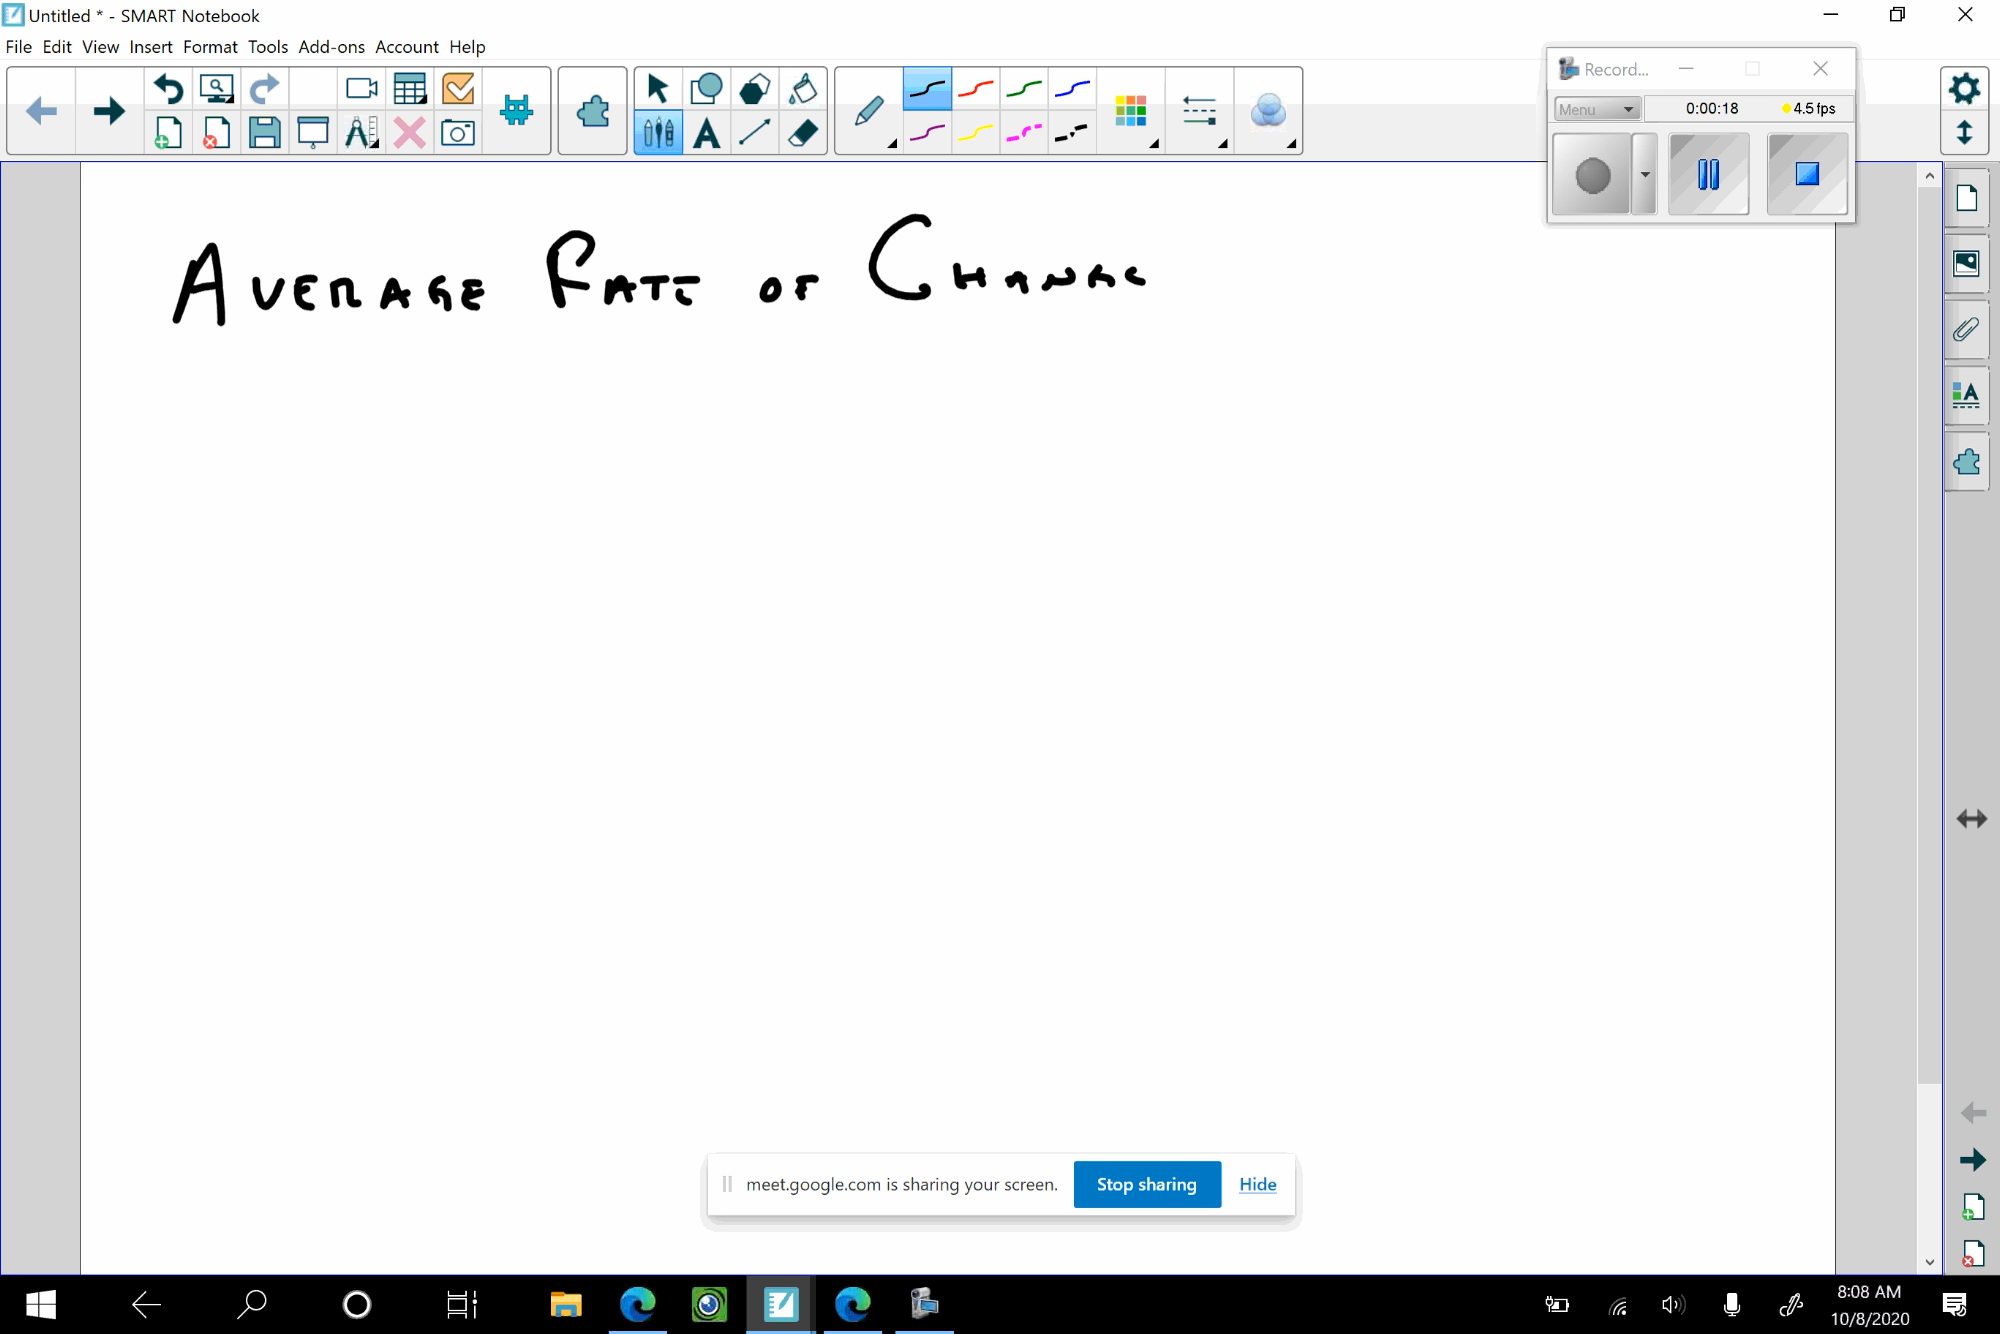 Untitled * - SMART Notebook
File Edit View Insert Format Tools Add-ons Account Help
Record...
Menu 0:00:18 4.5 fps
AVERAGE RATE OF CHANGE
meet.google.com is sharing your screen. Stop sharing Hide
8:08 AM
10/8/2020